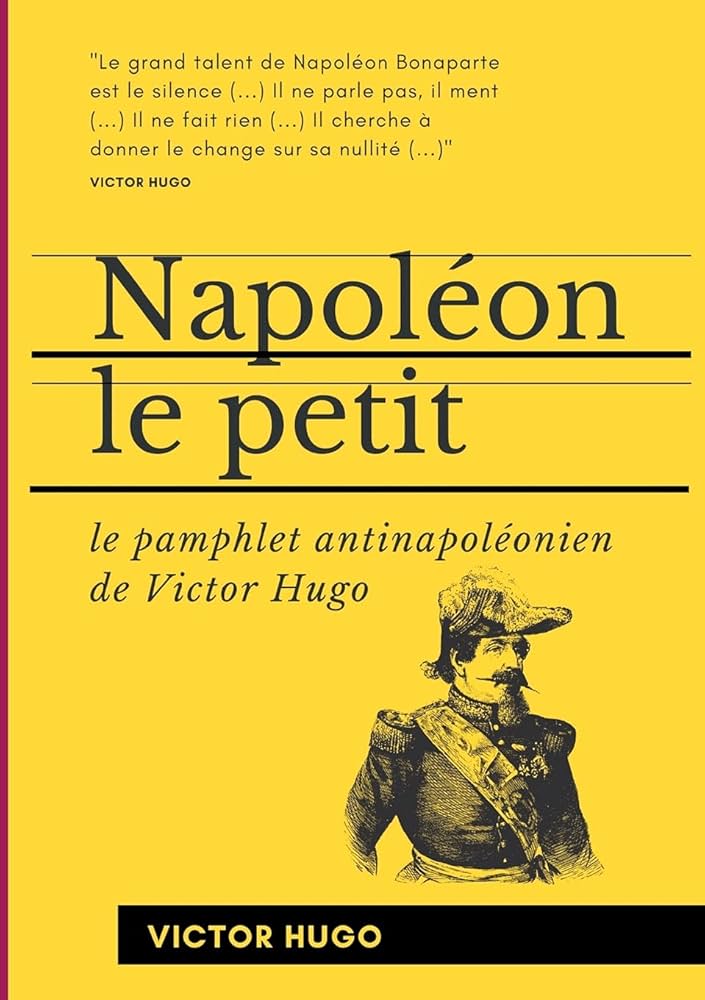 "Le grand talent de Napoléon Bonaparte
est le silence (...) Il ne parle pas, il ment
(...) Il ne fait rien (...) Il cherche à
donner le change sur sa nullité (...)"
VICTOR HUGO
Napoléon
le petit
le pamphlet antinapoléonien
de Victor Hugo
VICTOR HUGO